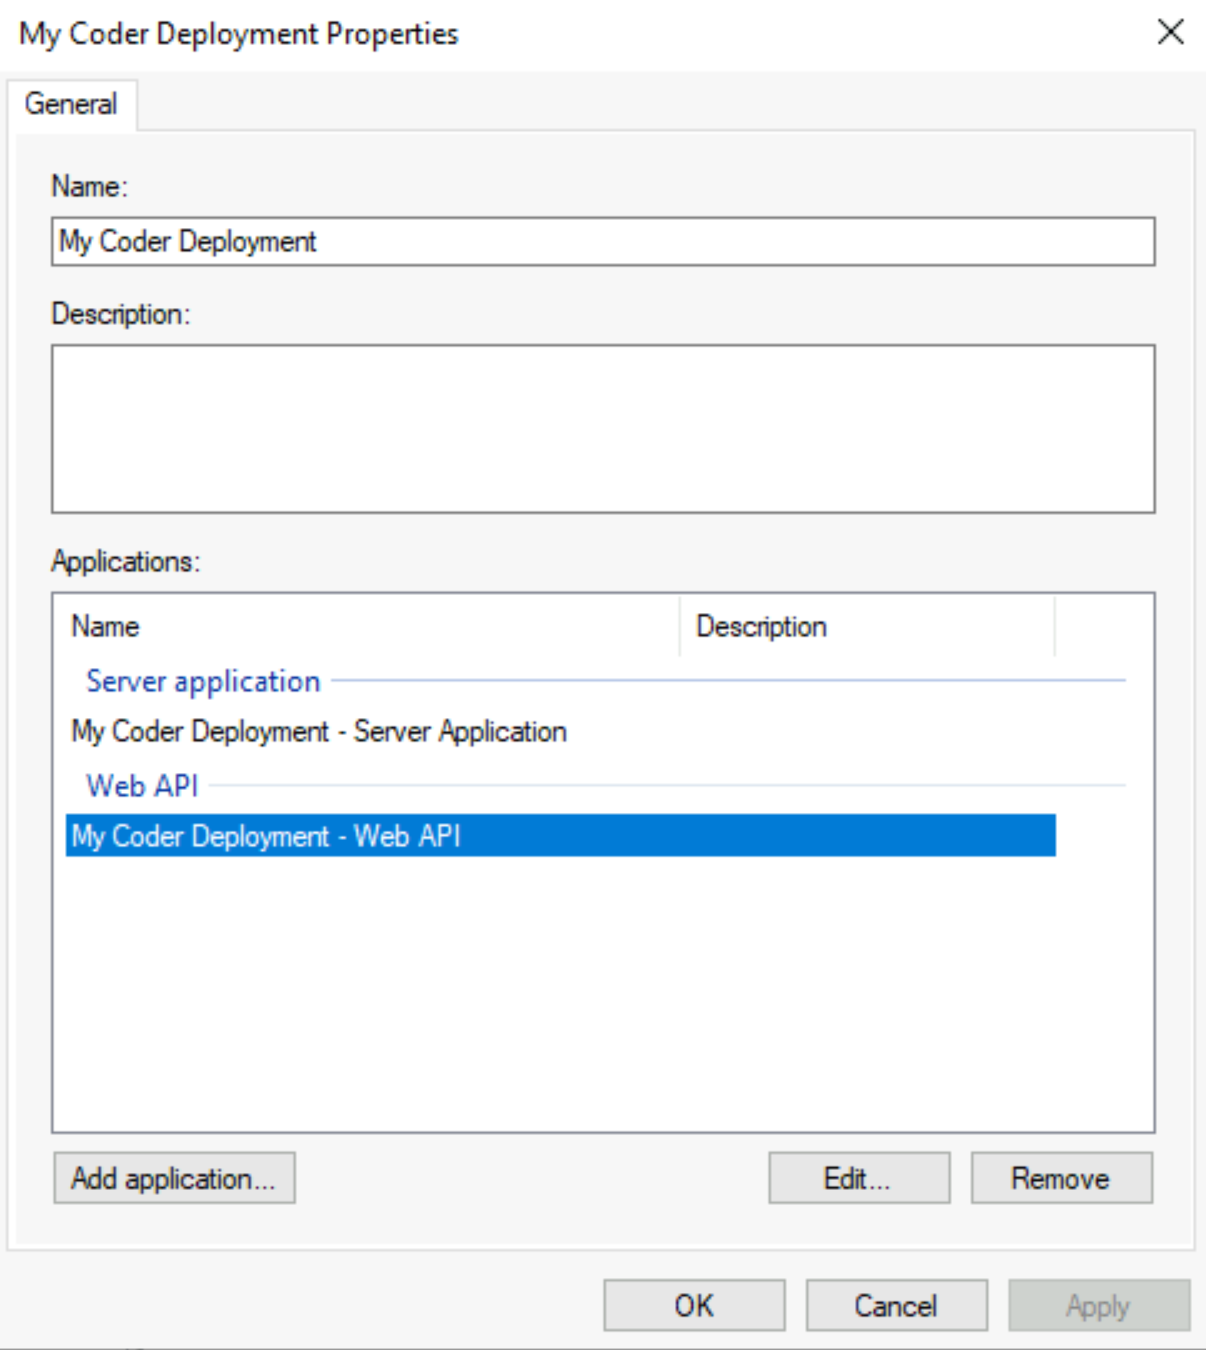 My Coder Deployment Properties
General
Name:
My Coder Deployment
Description:
Applications:
Name Description
Server application
My Coder Deployment - Server Application
Web API
My Coder Deployment - Web API
Add application... Edit... Remove
OK Cancel Apply